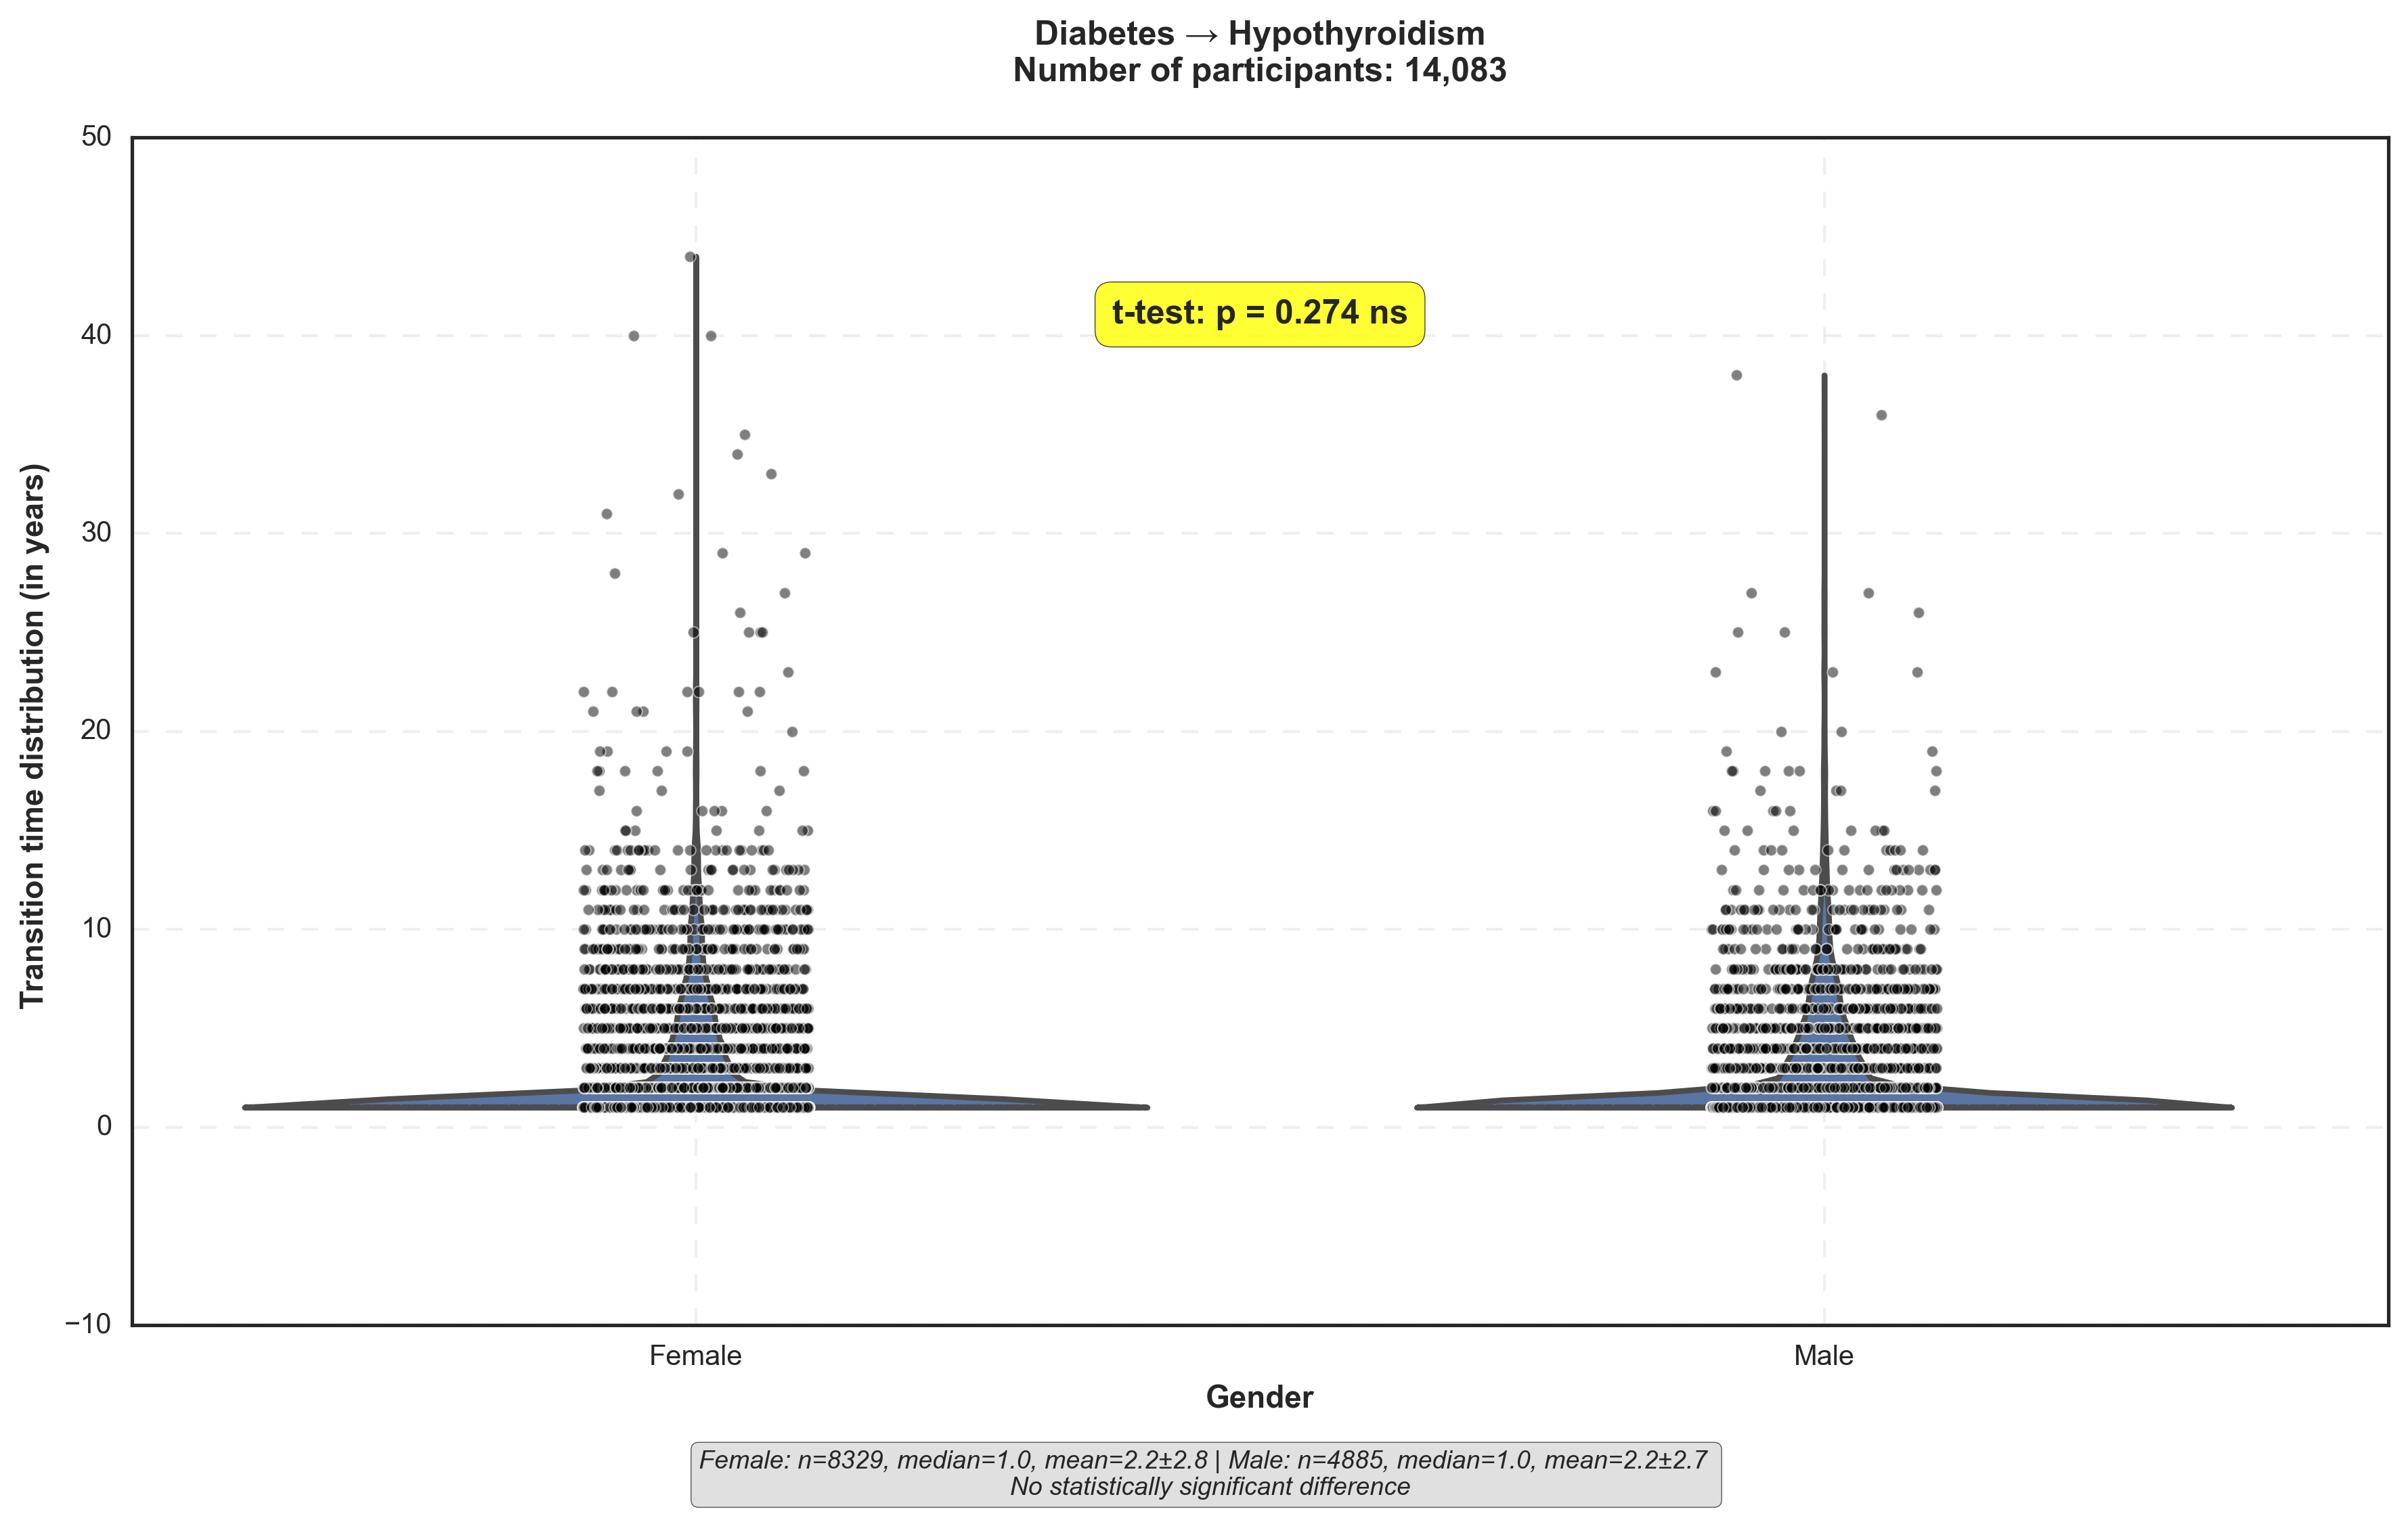 Diabetes → Hypothyroidism
Number of participants: 14,083
50
40
30
20
10
0
−10
Transition time distribution (in years)
t-test: p = 0.274 ns
Female
Male
Gender
Female: n=8329, median=1.0, mean=2.2±2.8 | Male: n=4885, median=1.0, mean=2.2±2.7
No statistically significant difference